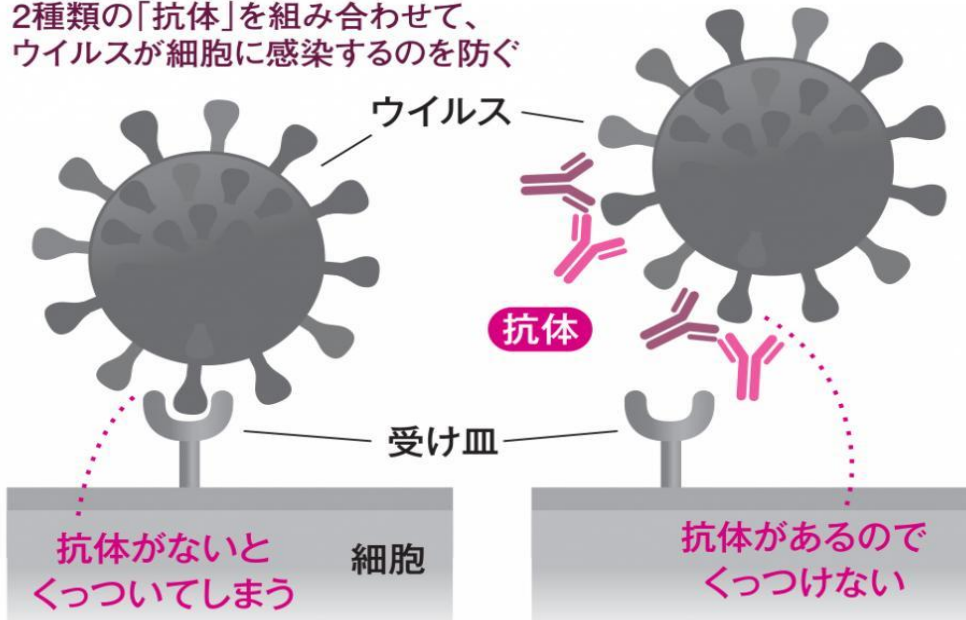 2種類の「抗体」を組み合わせて、
ウイルスが細胞に感染するのを防ぐ
ウイルス
抗体
受け皿
抗体がないと
くっついてしまう
細胞
抗体があるので
くっつけない